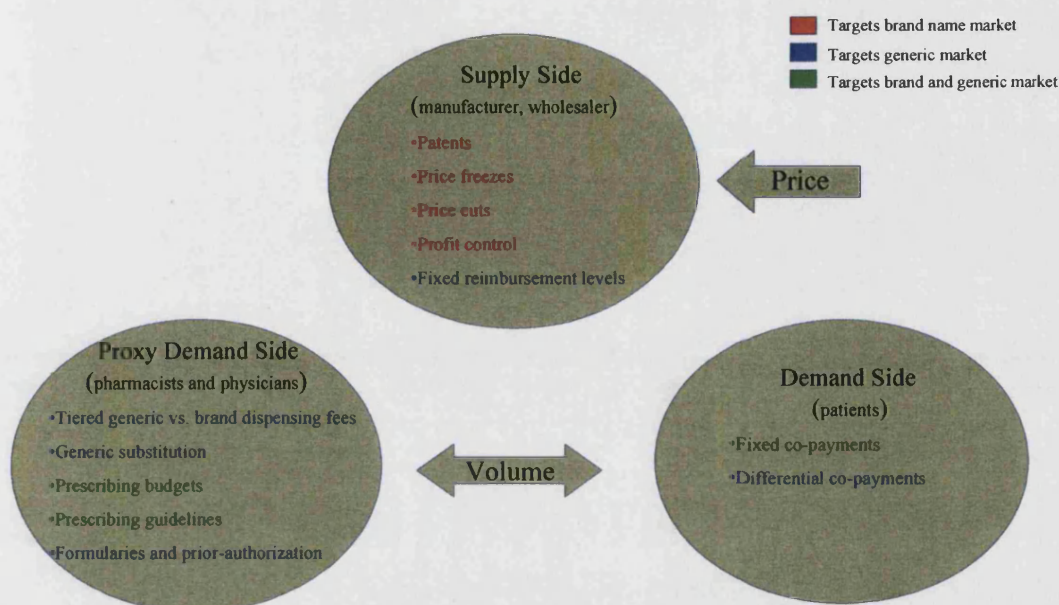 Targets brand name market
Targets generic market
Targets brand and generic market
Supply Side
(manufacturer, wholesaler)
•Patents
•Price freezes
•Price cuts
•Profit control
•Fixed reimbursement levels
Price
Proxy Demand Side
(pharmacists and physicians)
•Tiered generic vs. brand dispensing fees
•Generic substitution
•Prescribing budgets
•Prescribing guidelines
•Formularies and prior-authorization
Volume
Demand Side
(patients)
•Fixed co-payments
•Differential co-payments